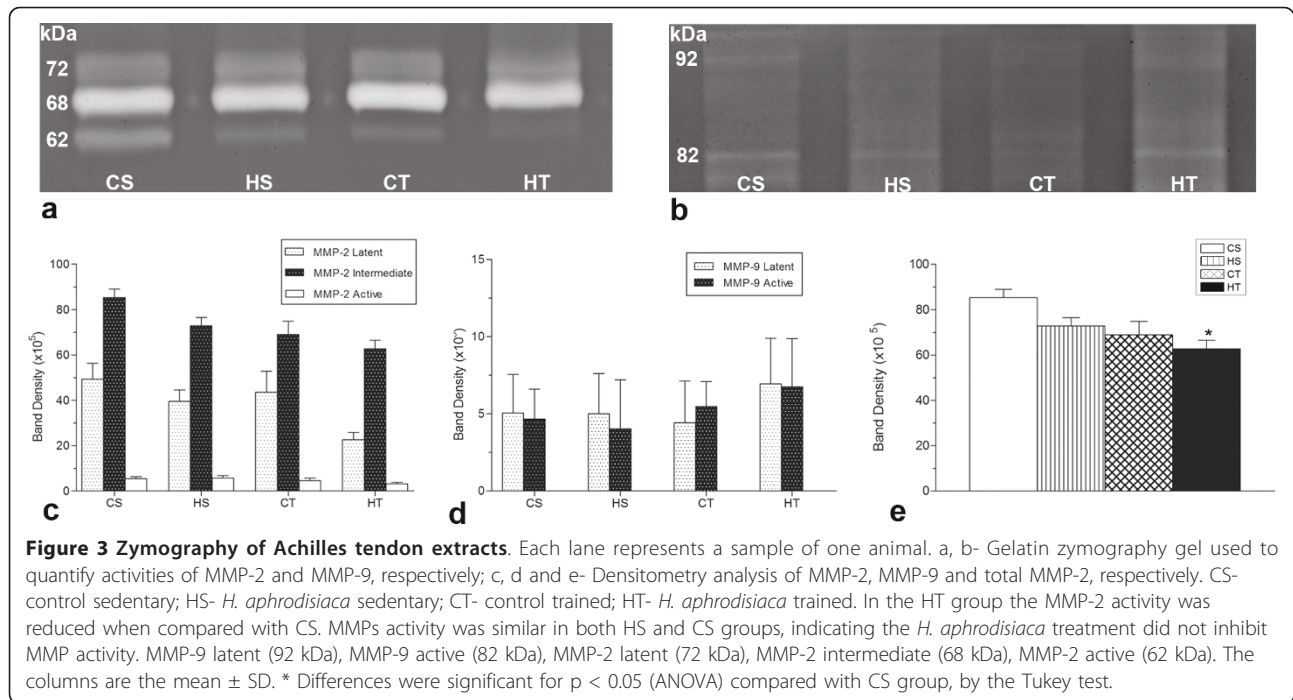 kDa
72
68
62
CS HS CT HT
a
kDa
92
82
CS HS CT HT
b
MMP-2 Latent
MMP-2 Intermediate
MMP-2 Active
100
80
60
40
20
0
Band Density (x10⁵)
CS HS CT HT
c
MMP-9 Latent
MMP-9 Active
15
10
5
0
Band Density
CS HS CT HT
d
CS
HS
CT
HT
100
80
60
40
20
0
Band Density (x10 ⁵)
*
e
Figure 3 Zymography of Achilles tendon extracts. Each lane represents a sample of one animal. a, b- Gelatin zymography gel used to
quantify activities of MMP-2 and MMP-9, respectively; c, d and e- Densitometry analysis of MMP-2, MMP-9 and total MMP-2, respectively. CS-
control sedentary; HS- H. aphrodisiaca sedentary; CT- control trained; HT- H. aphrodisiaca trained. In the HT group the MMP-2 activity was
reduced when compared with CS. MMPs activity was similar in both HS and CS groups, indicating the H. aphrodisiaca treatment did not inhibit
MMP activity. MMP-9 latent (92 kDa), MMP-9 active (82 kDa), MMP-2 latent (72 kDa), MMP-2 intermediate (68 kDa), MMP-2 active (62 kDa). The
columns are the mean ± SD. * Differences were significant for p < 0.05 (ANOVA) compared with CS group, by the Tukey test.